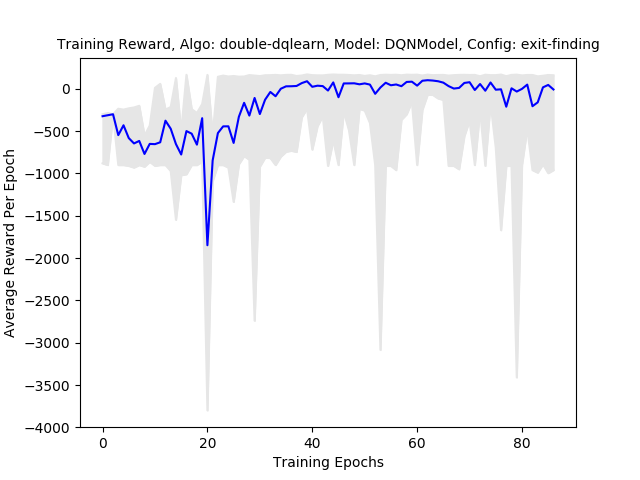 Training Reward, Algo: double-dqlearn, Model: DQNModel, Config: exit-finding
0
−500
−1000
−1500
−2000
−2500
−3000
−3500
−4000
Average Reward Per Epoch
0 20 40 60 80
Training Epochs